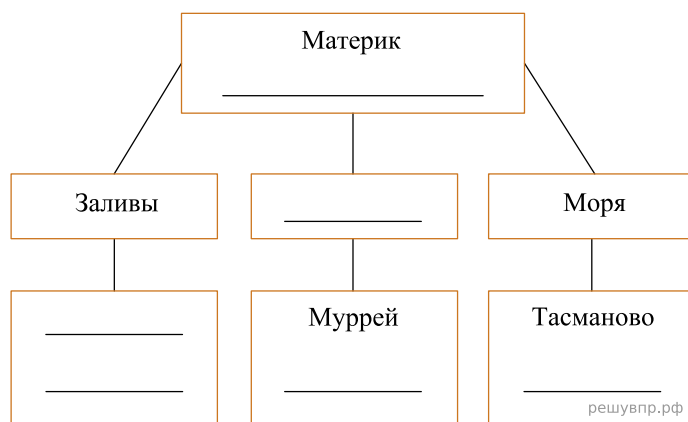 Материк
Заливы
Моря
Муррей
Тасманово
решувпр.рф